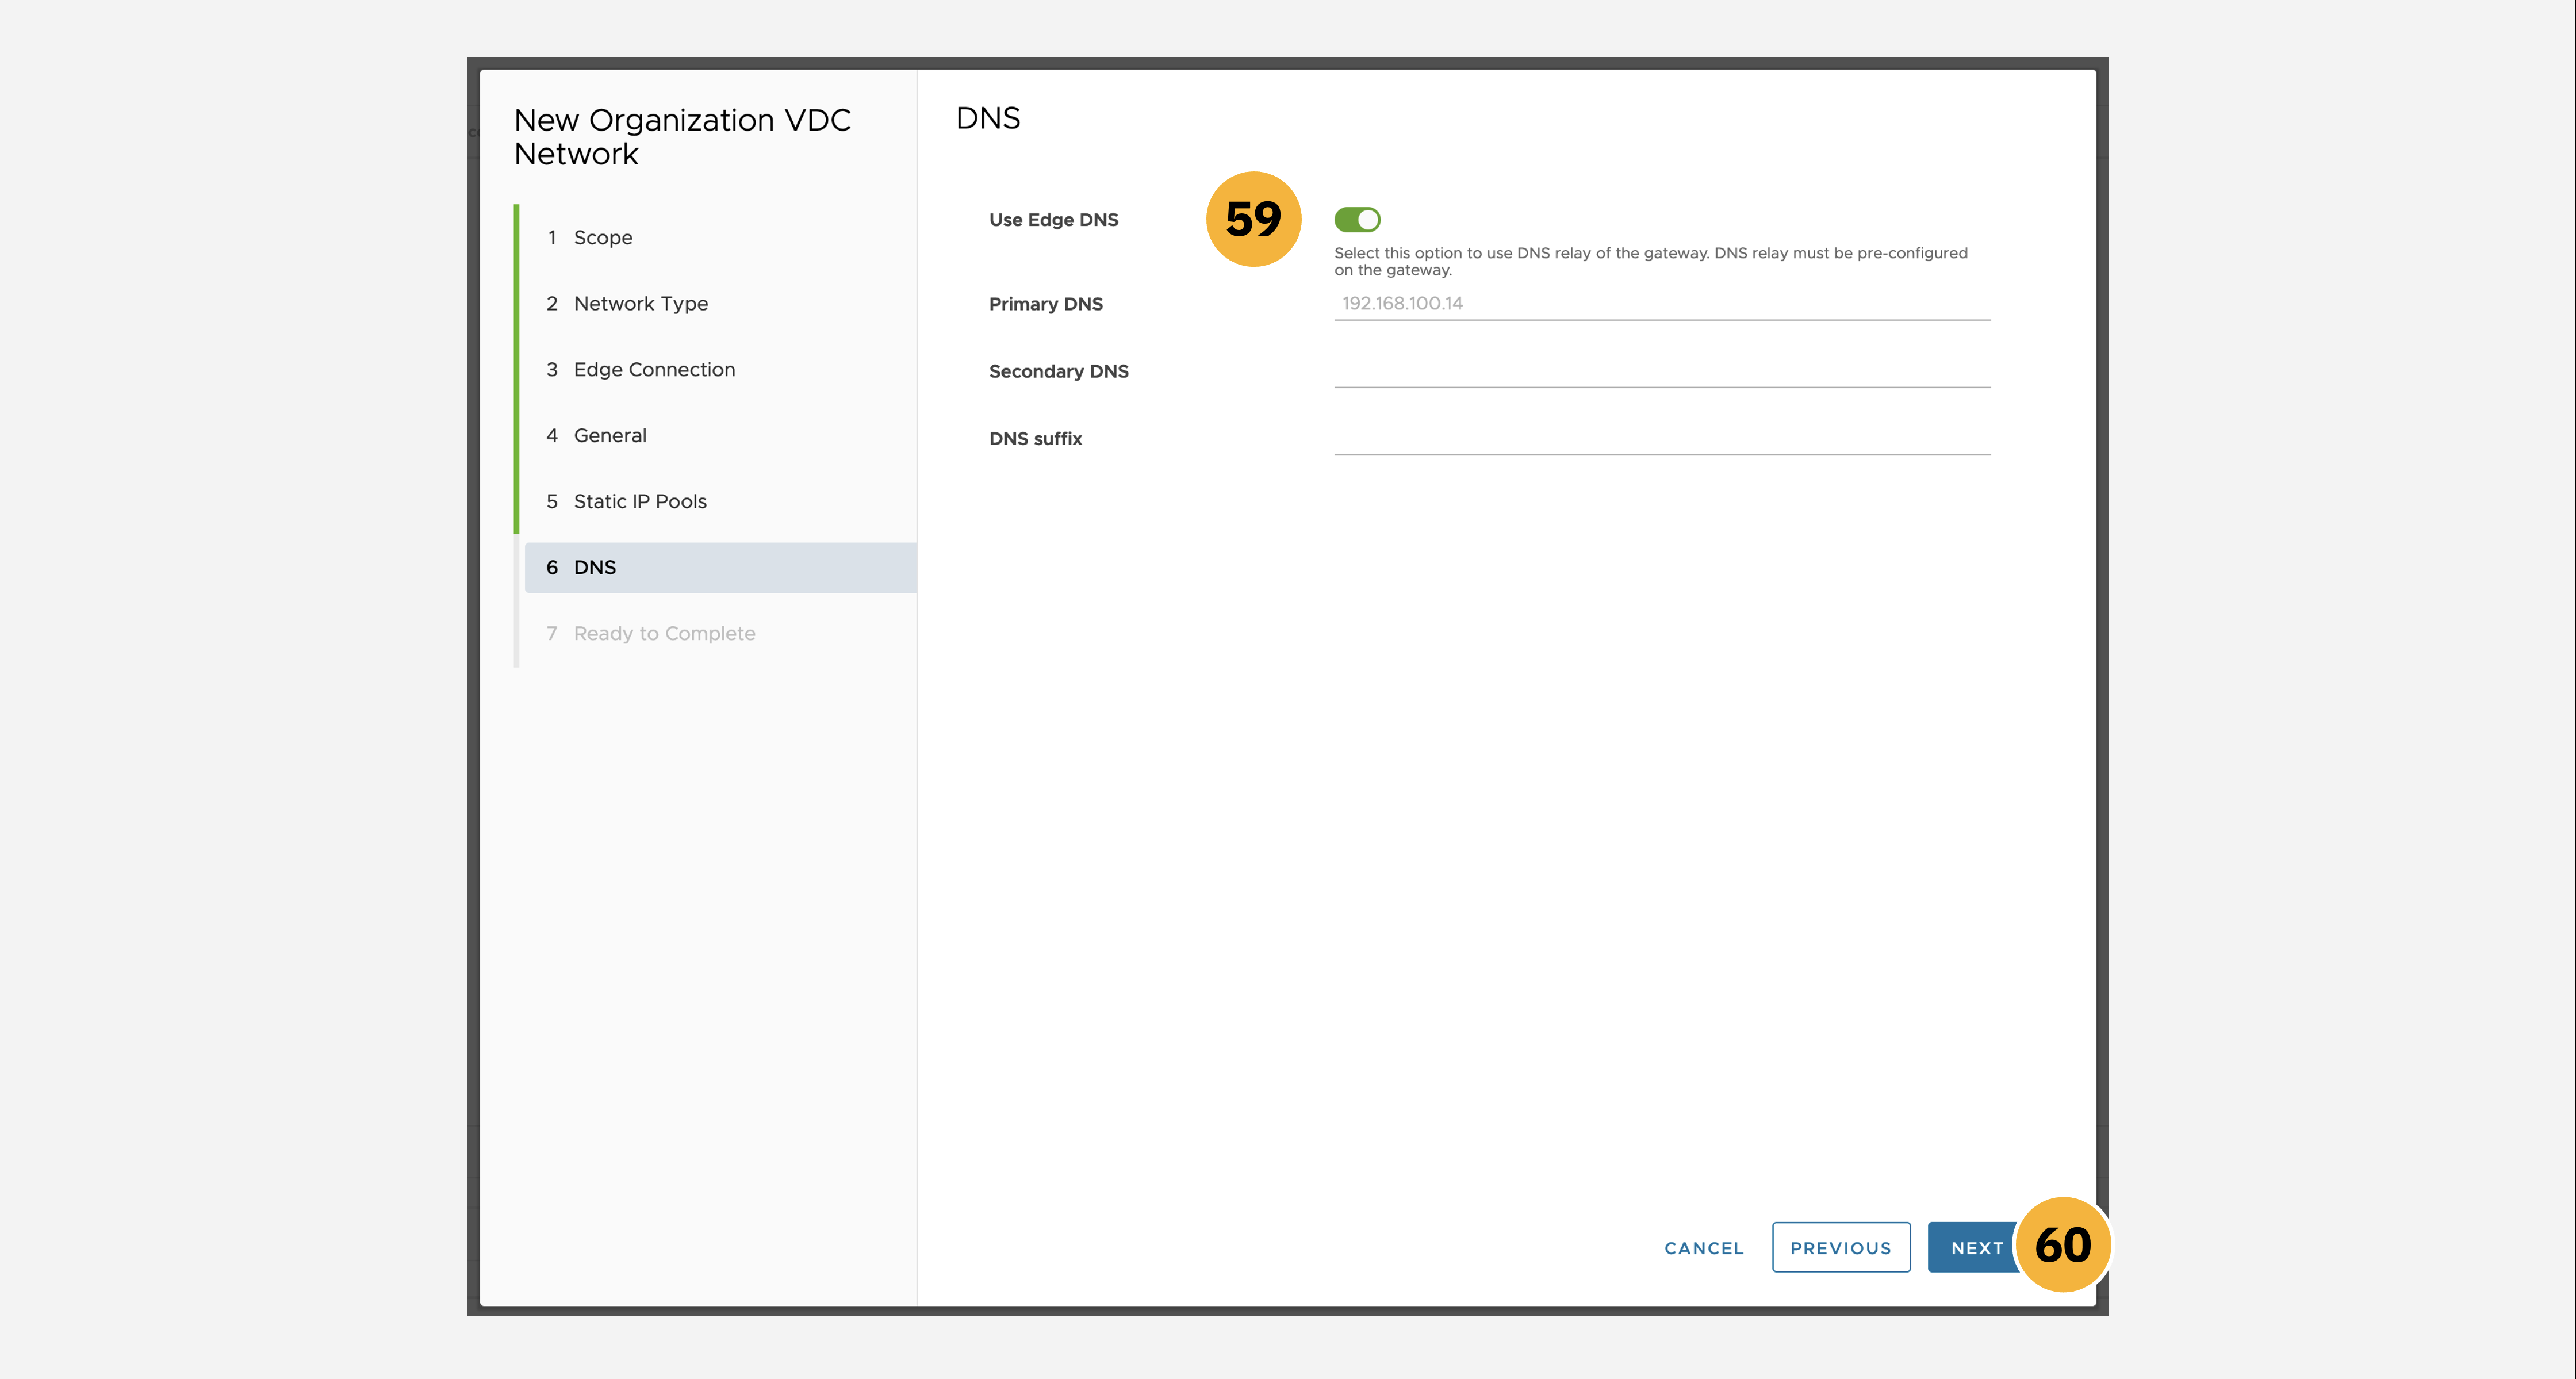 New Organization VDC
Network
1 Scope
2 Network Type
3 Edge Connection
4 General
5 Static IP Pools
6 DNS
7 Ready to Complete
DNS
Use Edge DNS
59
Select this option to use DNS relay of the gateway. DNS relay must be pre-configured
on the gateway.
Primary DNS
192.168.100.14
Secondary DNS
DNS suffix
CANCEL
PREVIOUS
NEXT
60